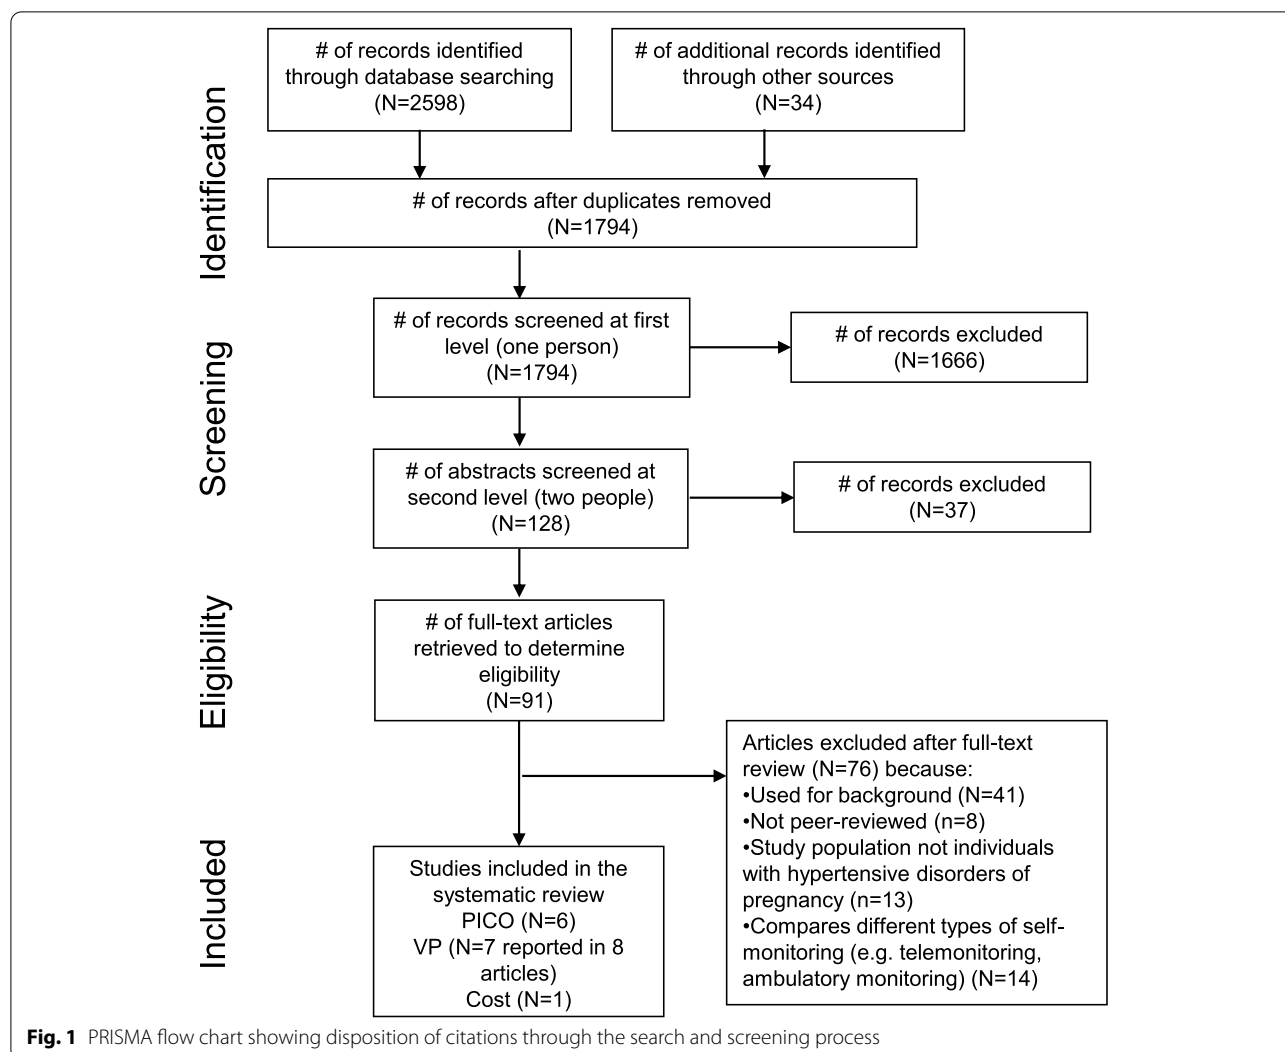 # of records identified
through database searching
(N=2598)
# of additional records identified
through other sources
(N=34)
Identification
# of records after duplicates removed
(N=1794)
Screening
# of records screened at first
level (one person)
(N=1794)
# of records excluded
(N=1666)
# of abstracts screened at
second level (two people)
(N=128)
# of records excluded
(N=37)
Eligibility
# of full-text articles
retrieved to determine
eligibility
(N=91)
Articles excluded after full-text
review (N=76) because:
•Used for background (N=41)
•Not peer-reviewed (n=8)
•Study population not individuals
with hypertensive disorders of
pregnancy (n=13)
•Compares different types of self-
monitoring (e.g. telemonitoring,
ambulatory monitoring) (N=14)
Included
Studies included in the
systematic review
PICO (N=6)
VP (N=7 reported in 8
articles)
Cost (N=1)
Fig. 1 PRISMA flow chart showing disposition of citations through the search and screening process